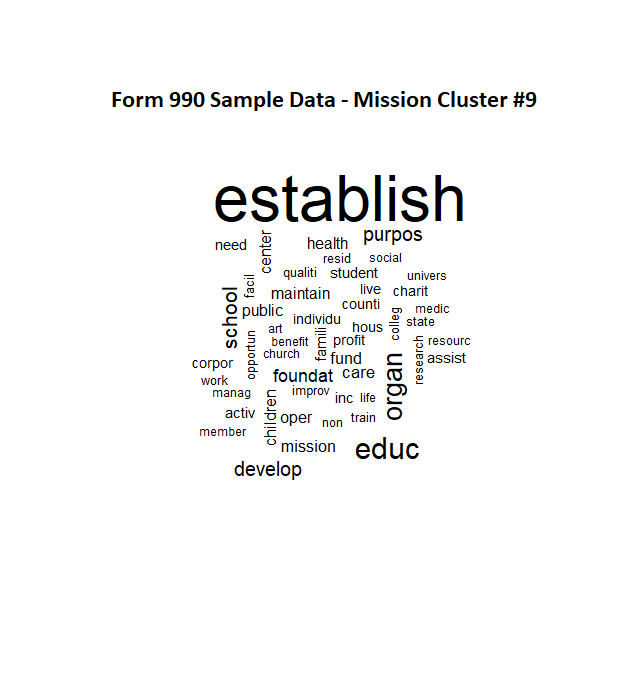 Form 990 Sample Data - Mission Cluster #9
establish
need
center
health
purpos
resid
social
qualiti
student
univers
facil
maintain
live
charit
school
public
counti
medic
individu
colleg
state
art
famili
hous
opportun
benefit
profit
resourc
church
fund
research
assist
corpor
foundat
care
organ
work
manag
improv
inc
life
children
activ
oper
non
train
member
mission
educ
develop